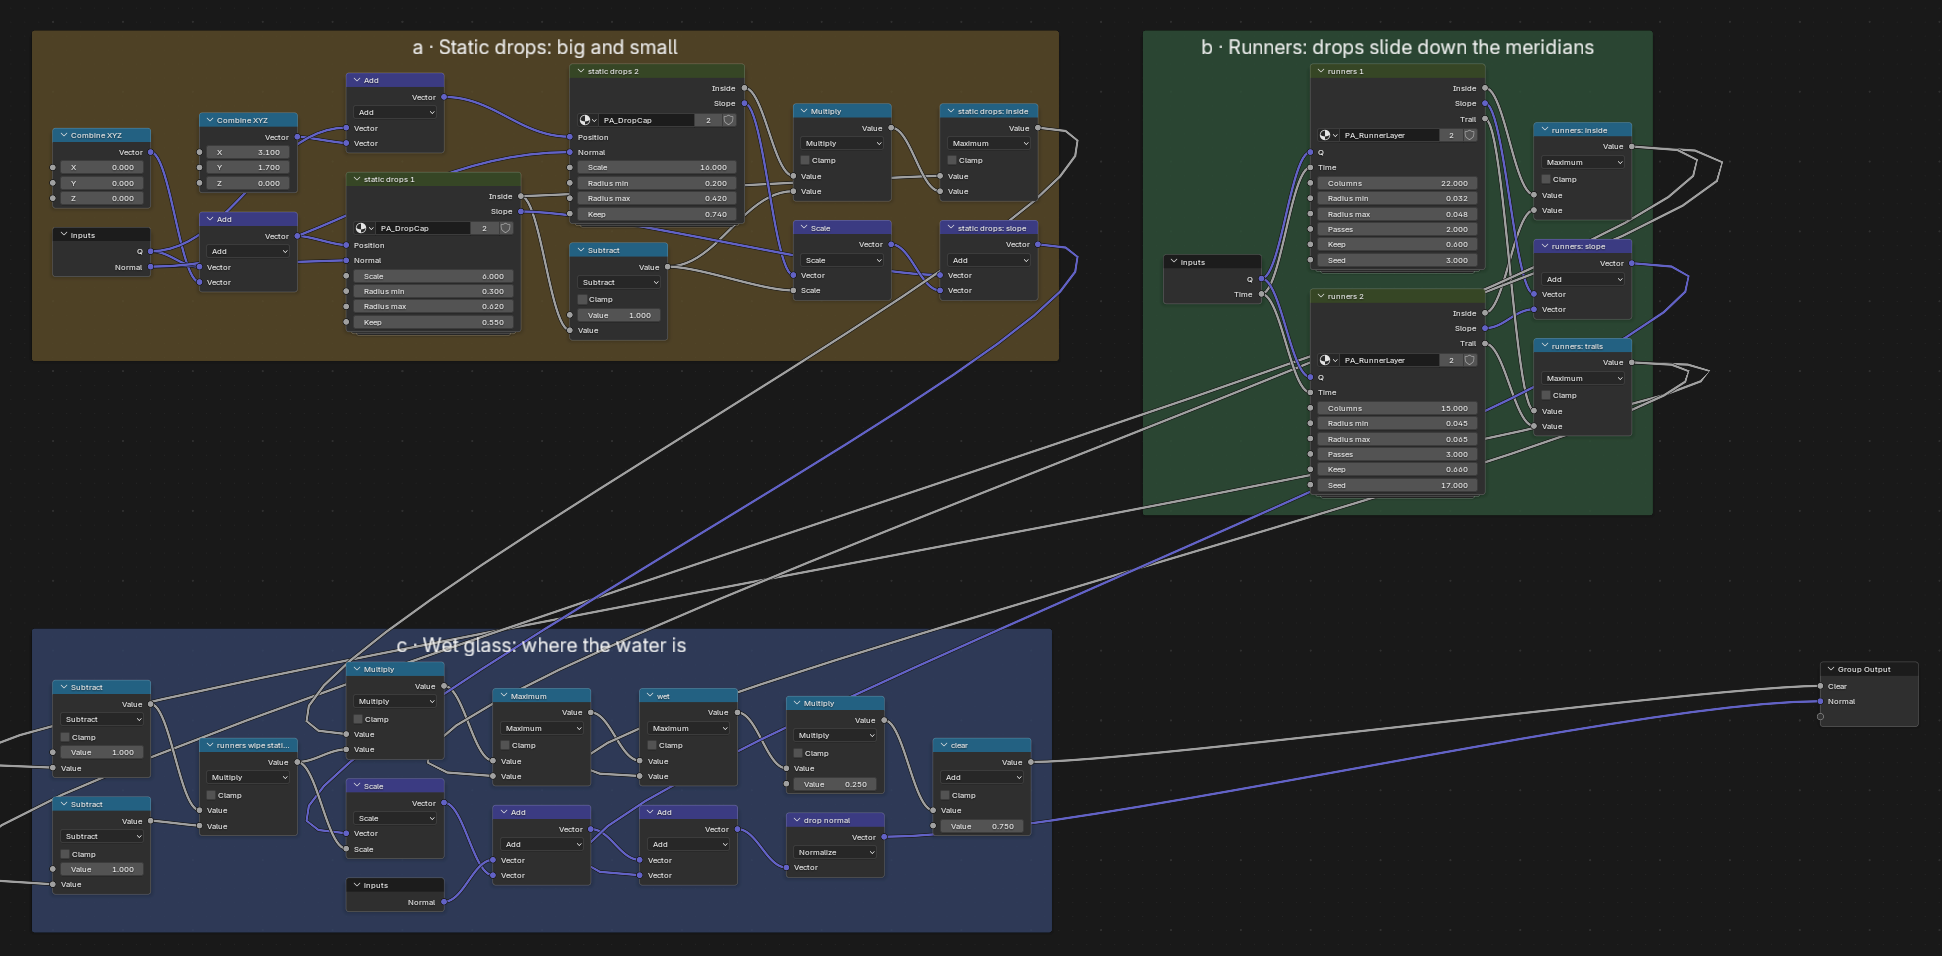 a · Static drops: big and small
Combine XYZ
Vector
X 0.000
Y 0.000
Z 0.000
Inputs
Q
Normal
Combine XYZ
Vector
X 3.100
Y 1.700
Z 0.000
Add
Vector
Add
Vector
Vector
Add
Vector
Add
Vector
Vector
static drops 1
Inside
Slope
PA_DropCap 2
Position
Normal
Scale 6.000
Radius min 0.300
Radius max 0.620
Keep 0.550
static drops 2
Inside
Slope
PA_DropCap 2
Position
Normal
Scale 16.000
Radius min 0.200
Radius max 0.420
Keep 0.740
Subtract
Value
Subtract
Clamp
Value 1.000
Value
Multiply
Value
Multiply
Clamp
Value
Value
Scale
Vector
Scale
Vector
Scale
static drops: inside
Value
Maximum
Clamp
Value
Value
static drops: slope
Vector
Add
Vector
Vector
b · Runners: drops slide down the meridians
Inputs
Q
Time
runners 1
Inside
Slope
Trail
PA_RunnerLayer 2
Q
Time
Columns 22.000
Radius min 0.032
Radius max 0.048
Passes 2.000
Keep 0.600
Seed 3.000
runners 2
Inside
Slope
Trail
PA_RunnerLayer 2
Q
Time
Columns 15.000
Radius min 0.045
Radius max 0.065
Passes 3.000
Keep 0.660
Seed 17.000
runners: inside
Value
Maximum
Clamp
Value
Value
runners: slope
Vector
Add
Vector
Vector
runners: trails
Value
Maximum
Clamp
Value
Value
c · Wet glass: where the water is
Subtract
Value
Subtract
Clamp
Value 1.000
Value
Subtract
Value
Subtract
Clamp
Value 1.000
Value
runners wipe stati...
Value
Multiply
Clamp
Value
Value
Multiply
Value
Multiply
Clamp
Value
Value
Scale
Vector
Scale
Vector
Scale
Inputs
Normal
Maximum
Value
Maximum
Clamp
Value
Value
Add
Vector
Add
Vector
Vector
wet
Value
Maximum
Clamp
Value
Value
Add
Vector
Add
Vector
Vector
Multiply
Value
Multiply
Clamp
Value
Value 0.250
drop normal
Vector
Normalize
Vector
clear
Value
Add
Clamp
Value
Value 0.750
Group Output
Clear
Normal